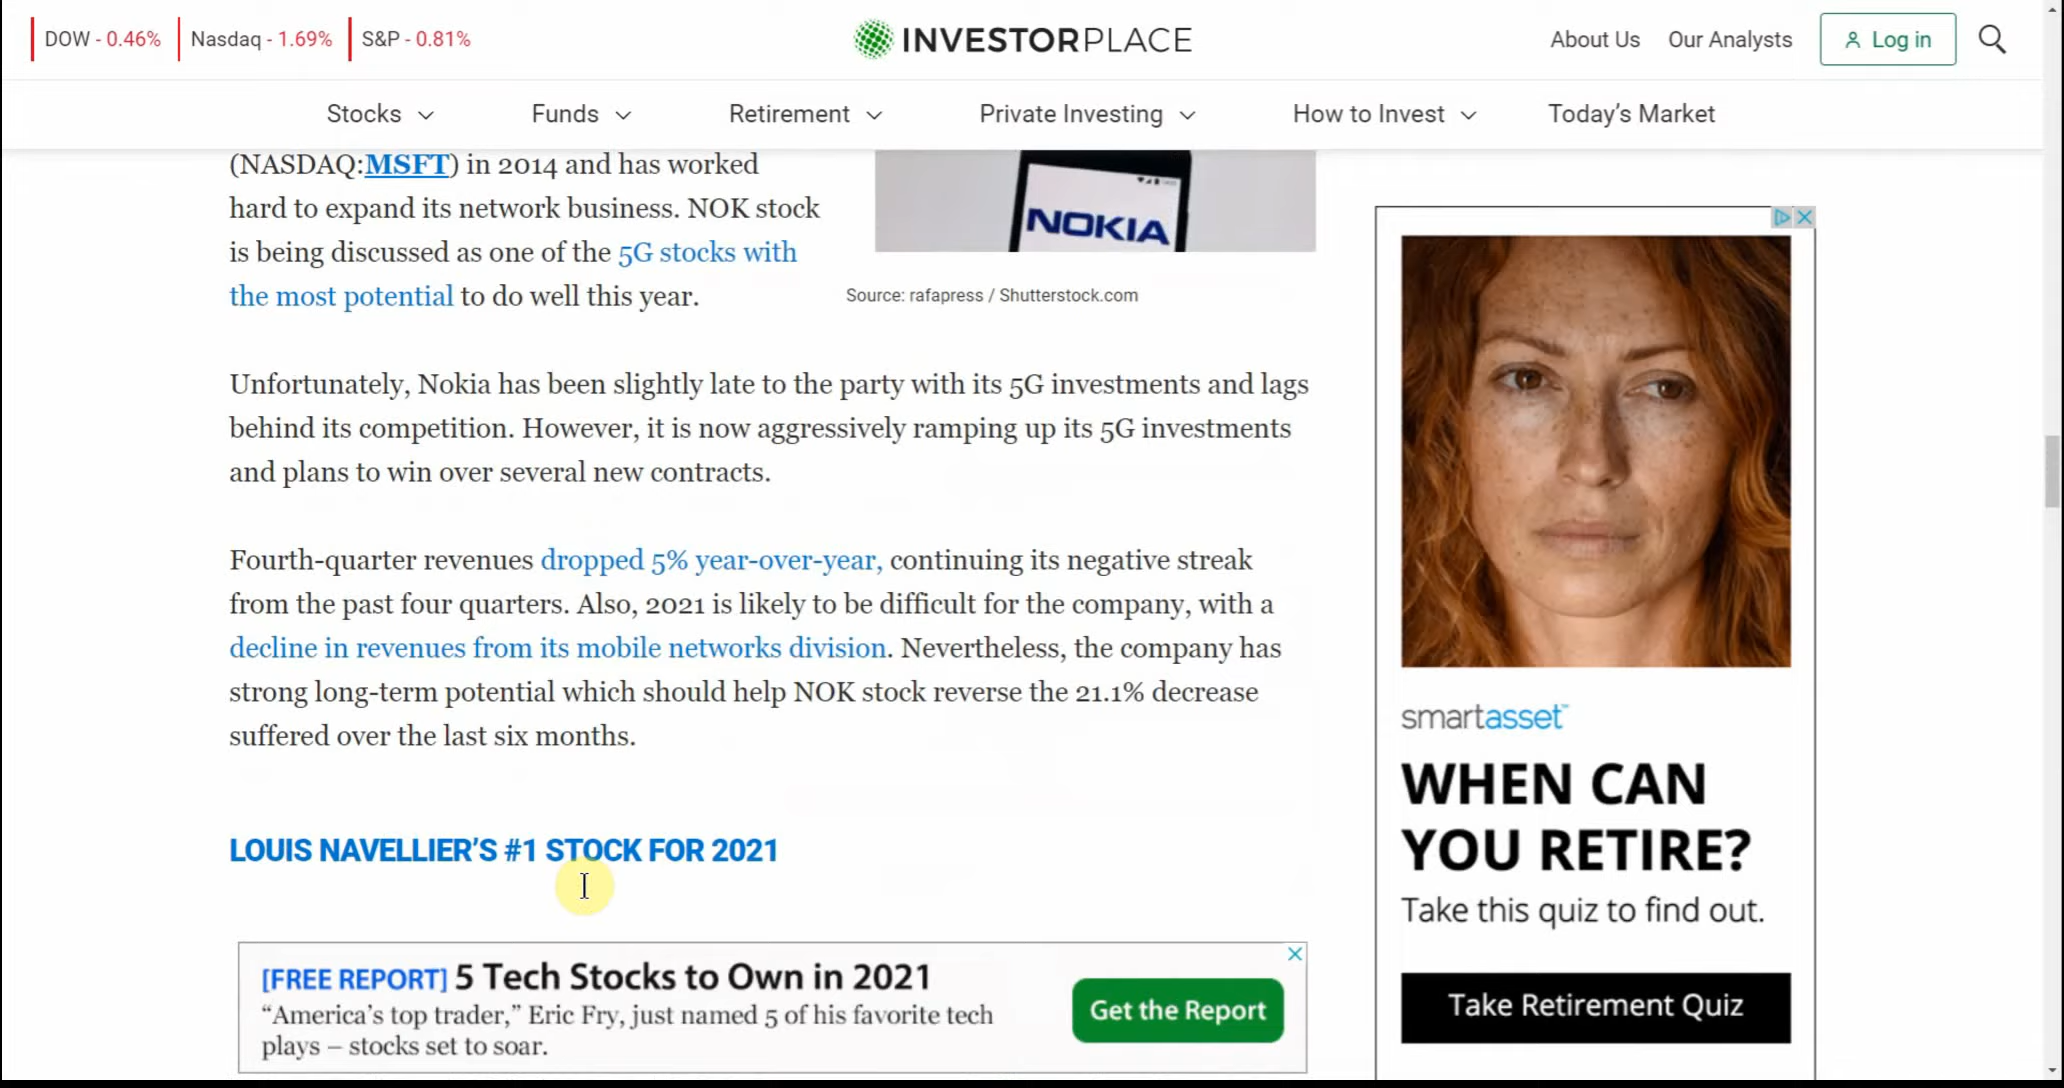 DOW - 0.46%
Nasdaq - 1.69%
S&P - 0.81%
INVESTORPLACE
About Us
Our Analysts
Log in
Stocks
Funds
Retirement
Private Investing
How to Invest
Today's Market
(NASDAQ:MSFT) in 2014 and has worked
hard to expand its network business. NOK stock
is being discussed as one of the 5G stocks with
the most potential to do well this year.
NOKIA
Source: rafapress / Shutterstock.com
Unfortunately, Nokia has been slightly late to the party with its 5G investments and lags
behind its competition. However, it is now aggressively ramping up its 5G investments
and plans to win over several new contracts.
Fourth-quarter revenues dropped 5% year-over-year, continuing its negative streak
from the past four quarters. Also, 2021 is likely to be difficult for the company, with a
decline in revenues from its mobile networks division. Nevertheless, the company has
strong long-term potential which should help NOK stock reverse the 21.1% decrease
suffered over the last six months.
LOUIS NAVELLIER'S #1 STOCK FOR 2021
[FREE REPORT] 5 Tech Stocks to Own in 2021
“America's top trader,” Eric Fry, just named 5 of his favorite tech
plays – stocks set to soar.
Get the Report
smartasset™
WHEN CAN
YOU RETIRE?
Take this quiz to find out.
Take Retirement Quiz